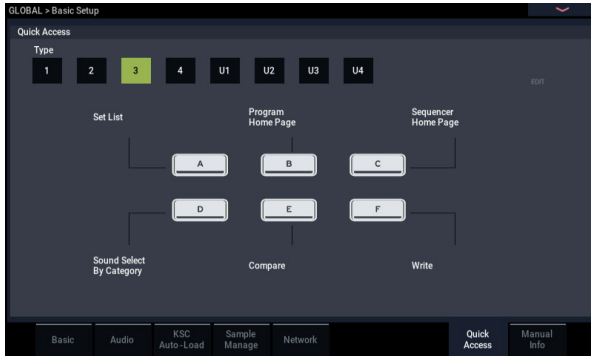 GLOBAL > Basic Setup
Quick Access
Type
1 2 3 4 U1 U2 U3 U4
EDIT
Set List
Program
Home Page
Sequencer
Home Page
A B C
D E F
Sound Select
By Category
Compare
Write
Basic
Audio
KSC
Auto-Load
Sample
Manage
Network
Quick
Access
Manual
Info